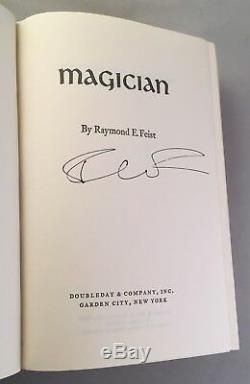 MAGICIAN
By Raymond E. Feist
DOUBLEDAY & COMPANY, INC.
GARDEN CITY, NEW YORK